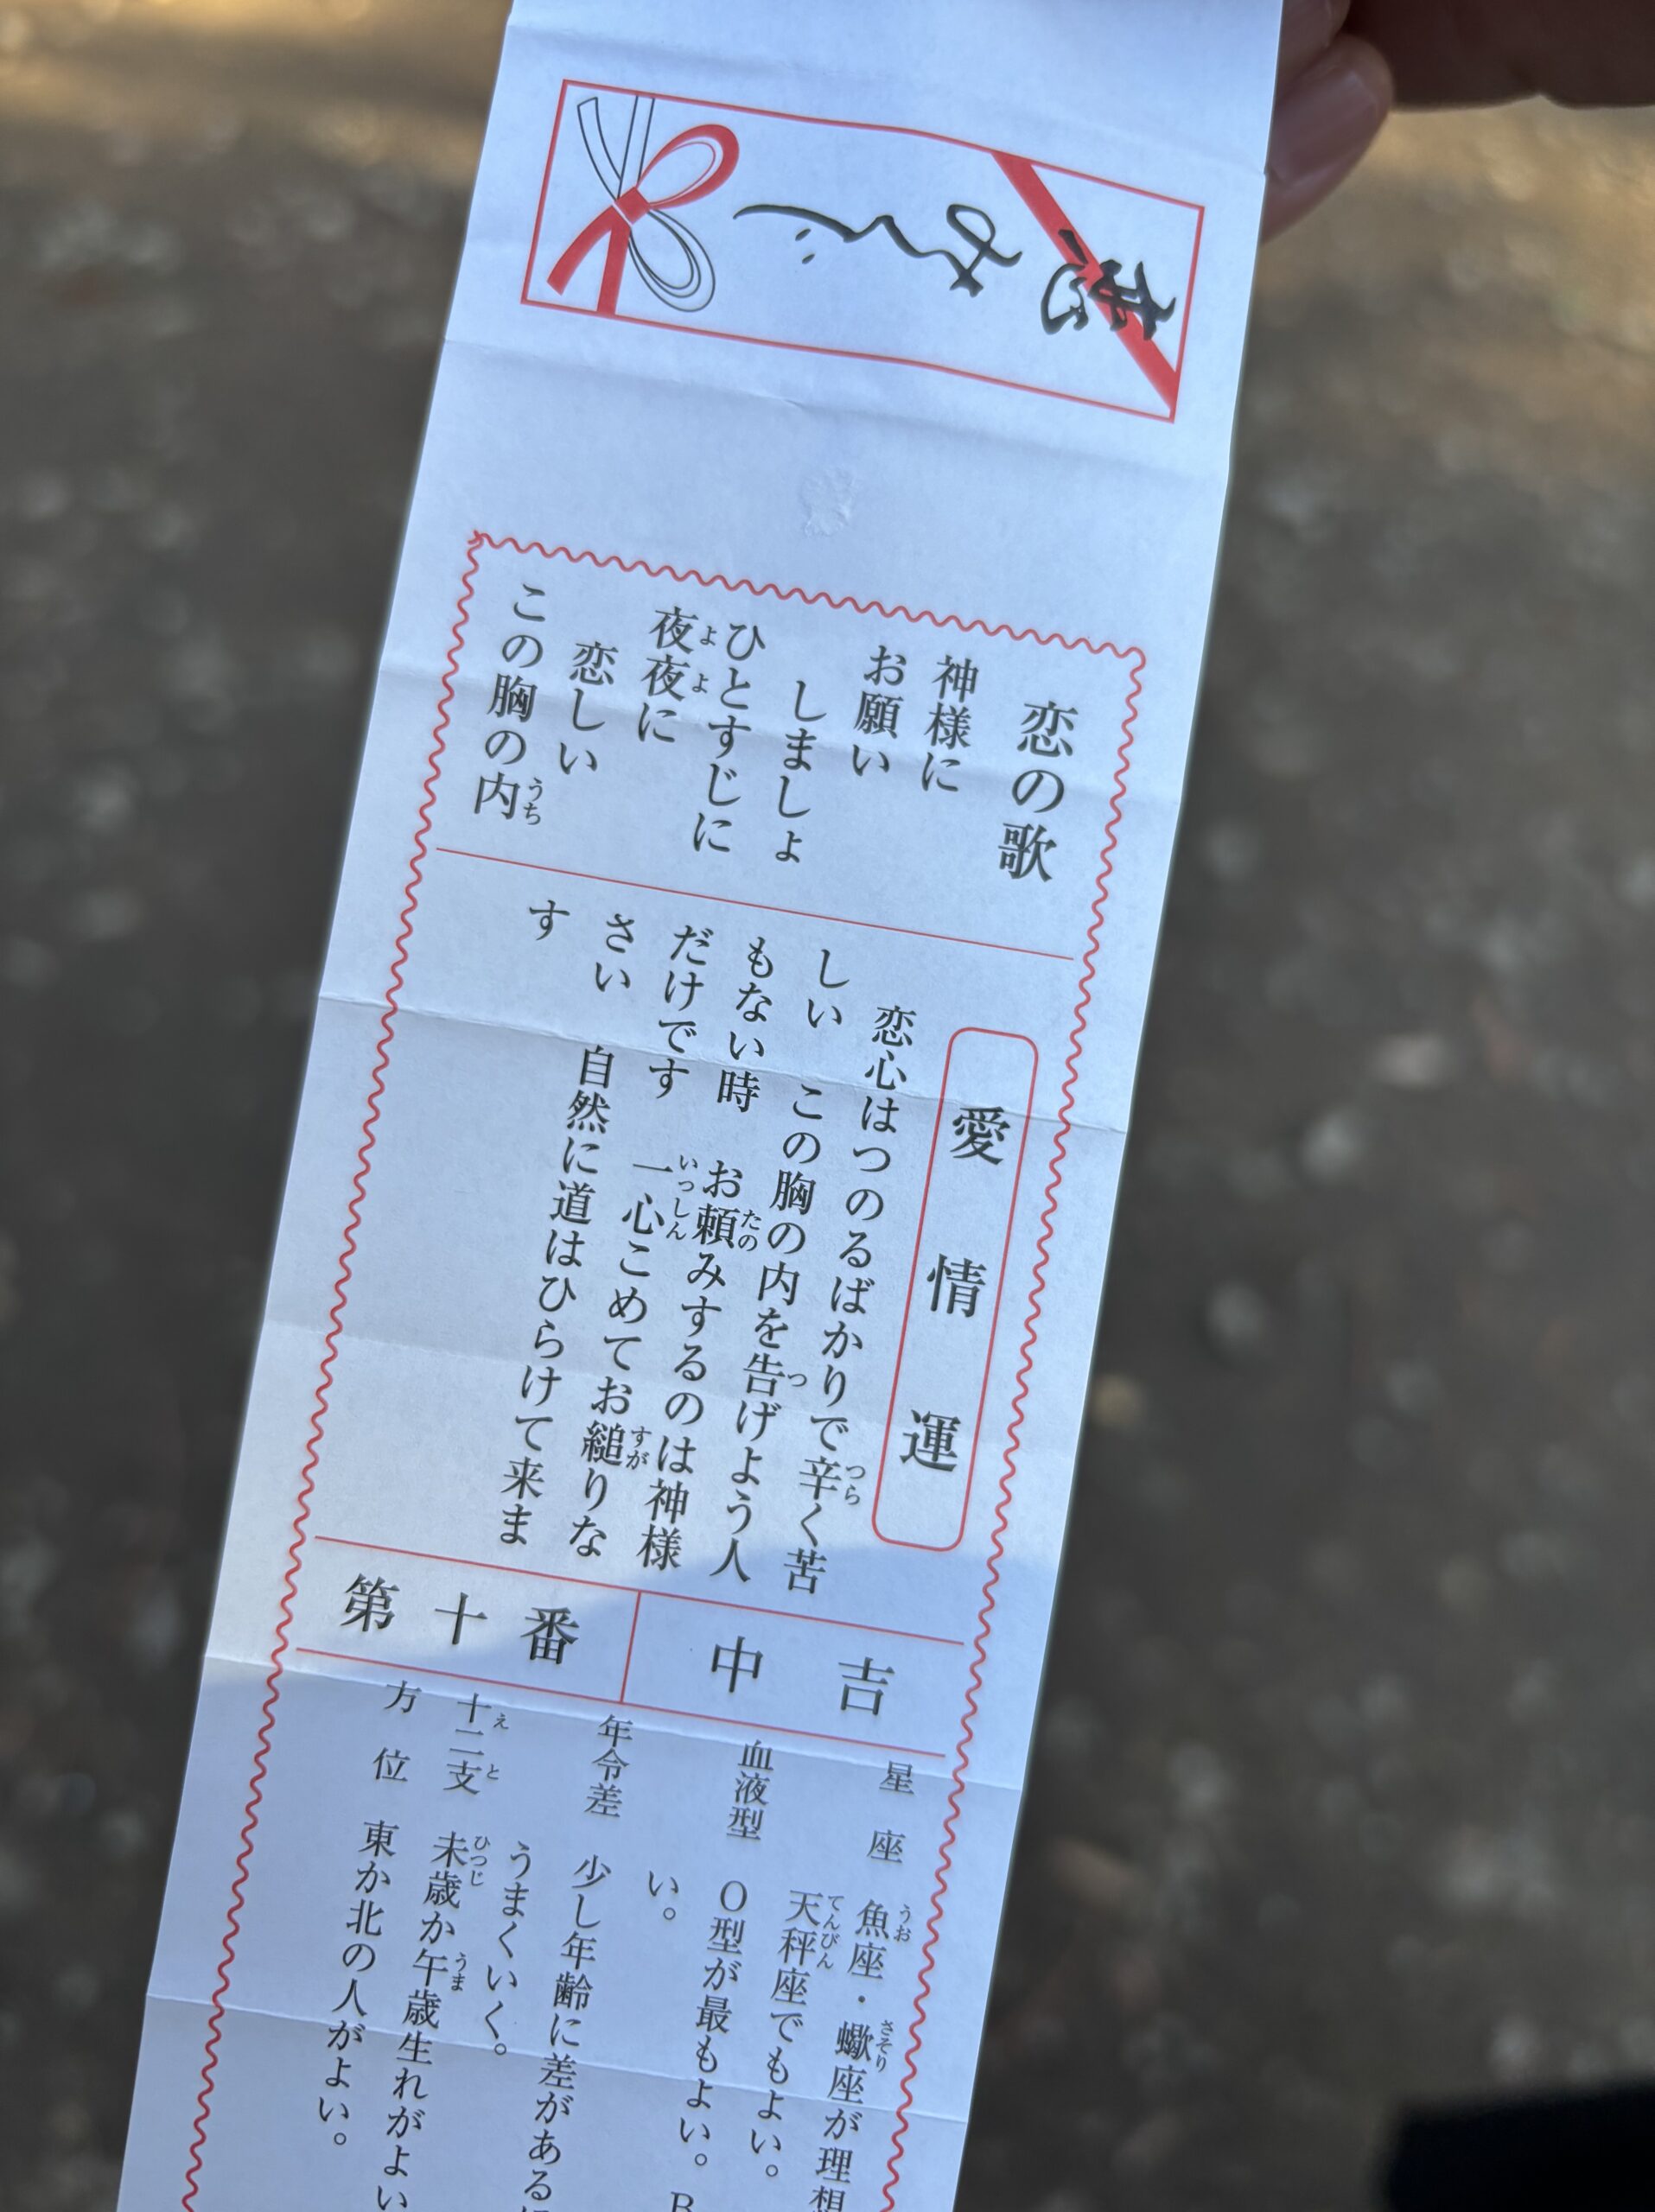 恋みくじ
恋の歌
神様に
お願い
しましょ
ひとすじに
夜夜に
恋しい
この胸の内
愛情運
恋心はつのるばかりで辛く苦
しい この胸の内を告げよう人
もない時 お頼みするのは神様
だけです 一心こめてお縋りな
さい 自然に道はひらけて来ま
す
第十番
中吉
星座 魚座・蠍座が理想
天秤座でもよい。
血液型 O型が最もよい。B
い。
年令差 少し年齢に差がある
うまくいく。
十二支 未歳か午歳生れがよい
方位 東か北の人がよい。